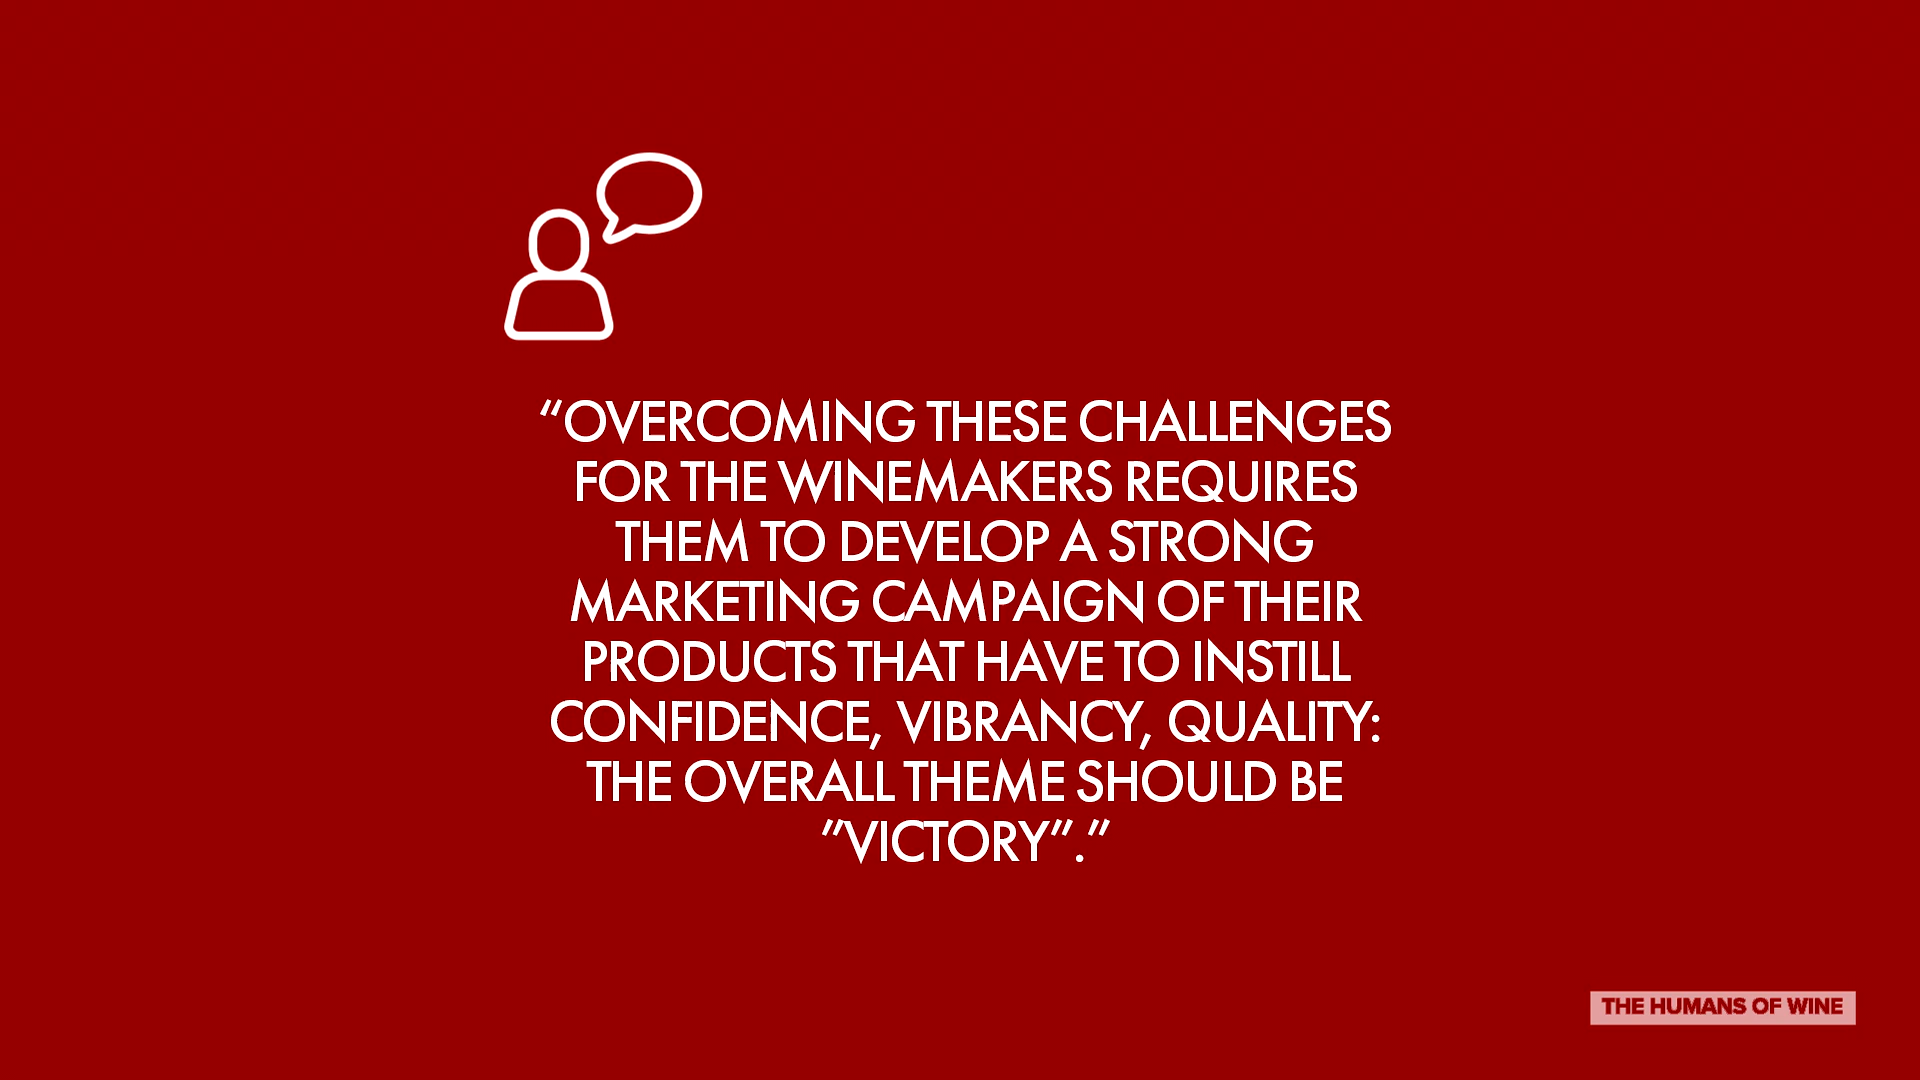 “OVERCOMING THESE CHALLENGES
FOR THE WINEMAKERS REQUIRES
THEM TO DEVELOP A STRONG
MARKETING CAMPAIGN OF THEIR
PRODUCTS THAT HAVE TO INSTILL
CONFIDENCE, VIBRANCY, QUALITY:
THE OVERALL THEME SHOULD BE
”VICTORY”.”
THE HUMANS OF WINE